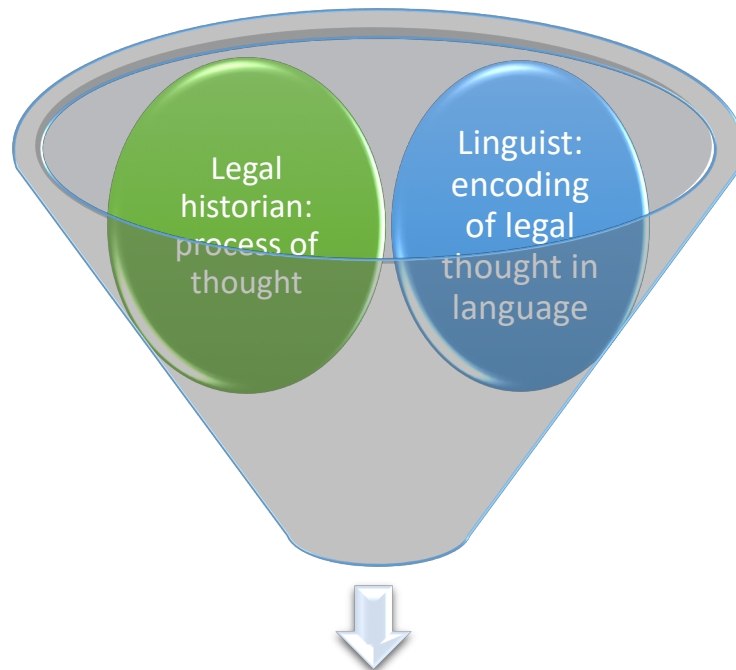 Legal
historian:
process of
thought
Linguist:
encoding
of legal
thought in
language